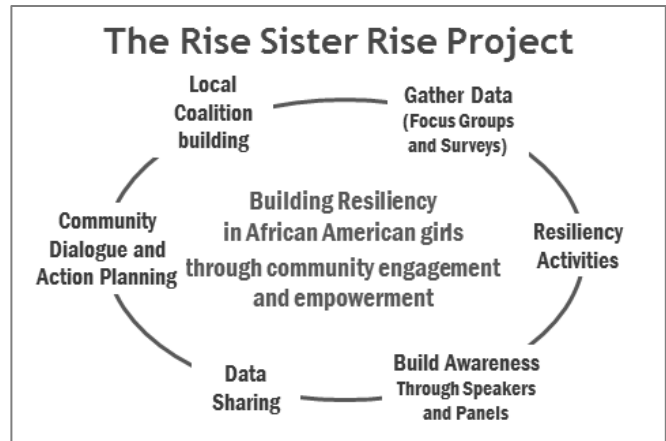 The Rise Sister Rise Project
Local
Coalition
building
Gather Data
(Focus Groups
and Surveys)
Resiliency
Activities
Build Awareness
Through Speakers
and Panels
Data
Sharing
Community
Dialogue and
Action Planning
Building Resiliency
in African American girls
through community engagement
and empowerment